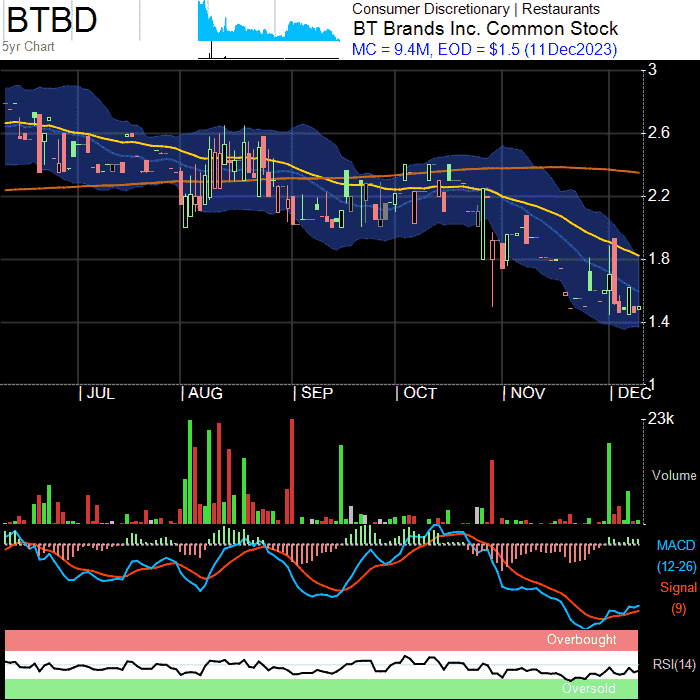 BTBD
5yr Chart
Consumer Discretionary | Restaurants
BT Brands Inc. Common Stock
MC = 9.4M, EOD = $1.5 (11Dec2023)
3
2.6
2.2
1.8
1.4
1
| JUL | AUG | SEP | OCT | NOV | DEC
23k
Volume
MACD
(12-26)
Signal
(9)
Overbought
RSI(14)
Oversold